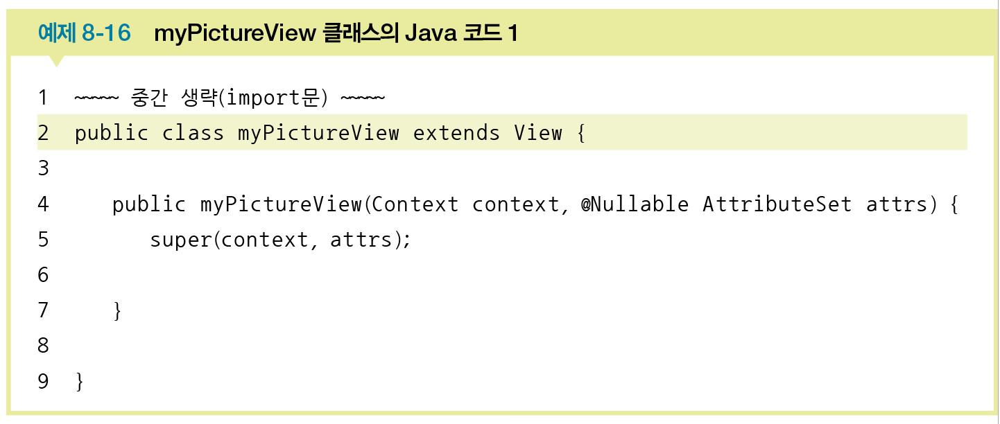 예제 8-16 myPictureView 클래스의 Java 코드 1
1 ~~~~~ 중간 생략(import문) ~~~~~
2 public class myPictureView extends View {
3
4 public myPictureView(Context context, @Nullable AttributeSet attrs) {
5 super(context, attrs);
6
7 }
8
9 }